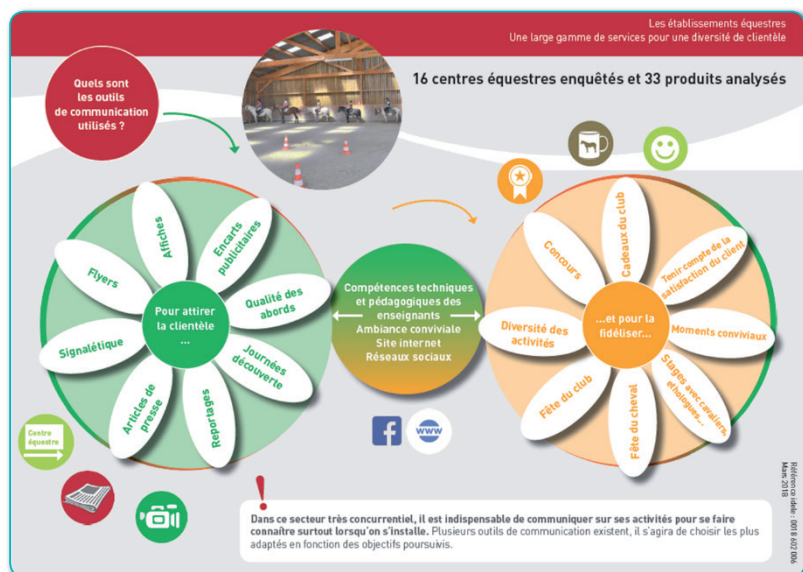 Les établissements équestres
Une large gamme de services pour une diversité de clientèle
Quels sont
les outils
de communication
utilisés ?
16 centres équestres enquêtés et 33 produits analysés
Pour attirer
la clientèle
...
Affiches
Encarts
publicitaires
Qualité des
abords
Journées
découverte
Reportages
Articles de
presse
Signalétique
Flyers
Compétences techniques
et pédagogiques des
enseignants
Ambiance conviviale
Site internet
Réseaux sociaux
...et pour la
fidéliser...
Cadeaux du club
Tenir compte de la
satisfaction du client
Moments conviviaux
Stages avec cavaliers,
ethologues...
Fête du cheval
Fête du club
Diversité des
activités
Concours
Centre
équestre
f
www
!
Dans ce secteur très concurrentiel, il est indispensable de communiquer sur ses activités pour se faire
connaître surtout lorsqu'on s'installe. Plusieurs outils de communication existent, il s'agira de choisir les plus
adaptés en fonction des objectifs poursuivis.
Référence idele : 0018 602 006
Mars 2018